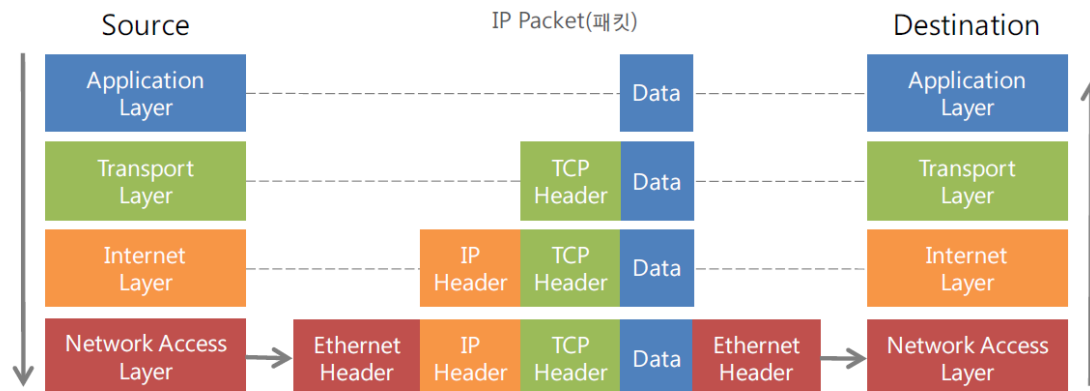 Source
IP Packet(패킷)
Destination
Application
Layer
Data
Application
Layer
Transport
Layer
TCP
Header
Data
Transport
Layer
Internet
Layer
IP
Header
TCP
Header
Data
Internet
Layer
Network Access
Layer
Ethernet
Header
IP
Header
TCP
Header
Data
Ethernet
Header
Network Access
Layer